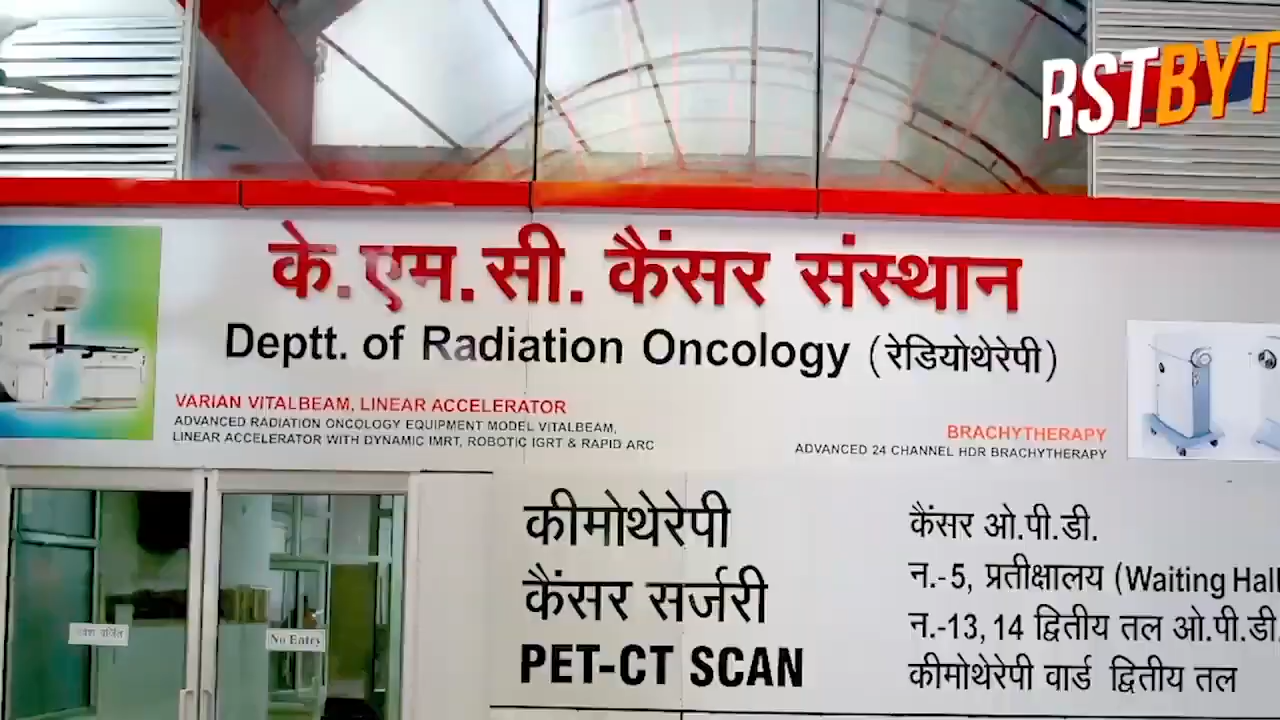 RSTBYT
के.एम.सी. कैंसर संस्थान
Deptt. of Radiation Oncology (रेडियोथेरेपी)
VARIAN VITALBEAM, LINEAR ACCELERATOR
ADVANCED RADIATION ONCOLOGY EQUIPMENT MODEL VITALBEAM,
LINEAR ACCELERATOR WITH DYNAMIC IMRT, ROBOTIC IGRT & RAPID ARC
BRACHYTHERAPY
ADVANCED 24 CHANNEL HDR BRACHYTHERAPY
कीमोथेरेपी
कैंसर सर्जरी
PET-CT SCAN
कैंसर ओ.पी.डी.
न.-5, प्रतीक्षालय (Waiting Hall
न.-13, 14 द्वितीय तल ओ.पी.डी
कीमोथेरेपी वार्ड द्वितीय तल
No Entry